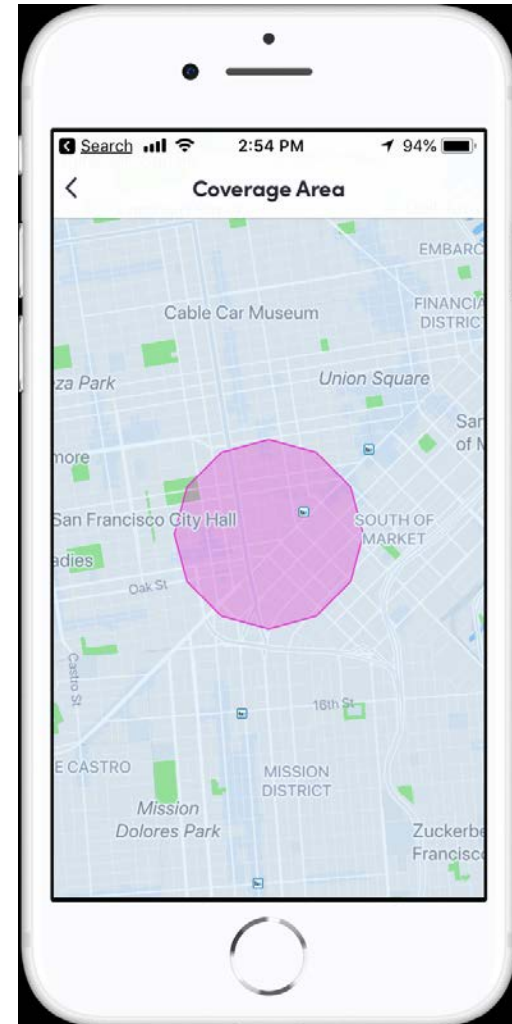 Search 2:54 PM 94%
Coverage Area
EMBARC
Cable Car Museum
FINANCIA
DISTRIC
za Park
Union Square
San
of M
more
San Francisco City Hall
SOUTH OF
MARKET
adies
Oak St
Castro St
16th St
E CASTRO
MISSION
DISTRICT
Mission
Dolores Park
Zuckerbe
Francisco